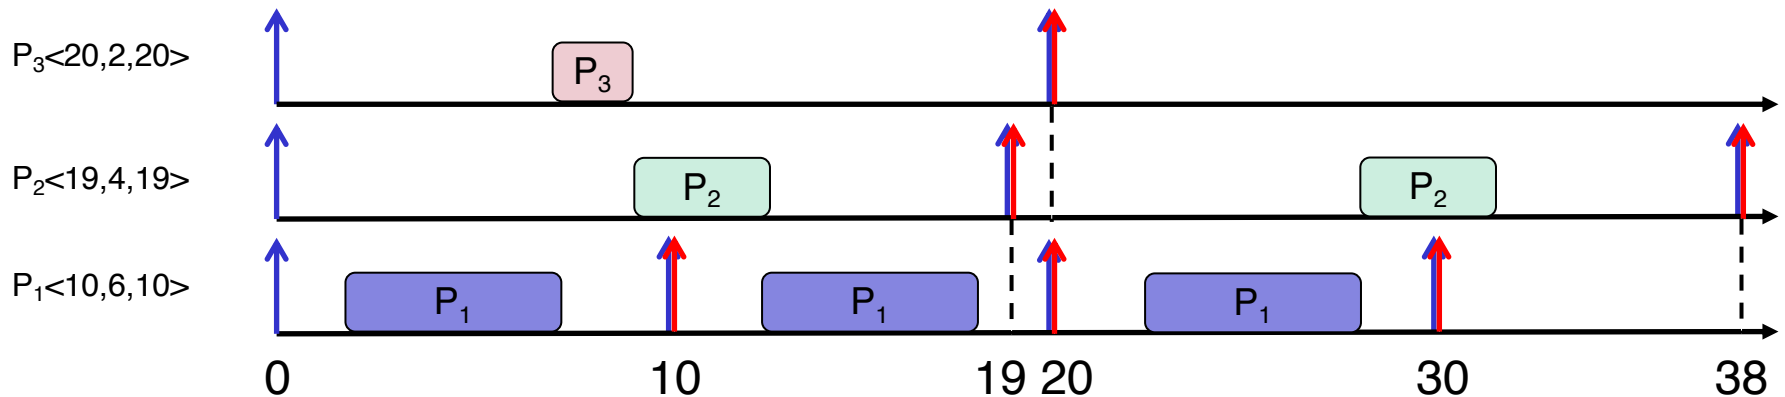 P₃<20,2,20>
P₃
P₂<19,4,19>
P₂
P₂
P₁<10,6,10>
P₁
P₁
P₁
0 10 19 20 30 38